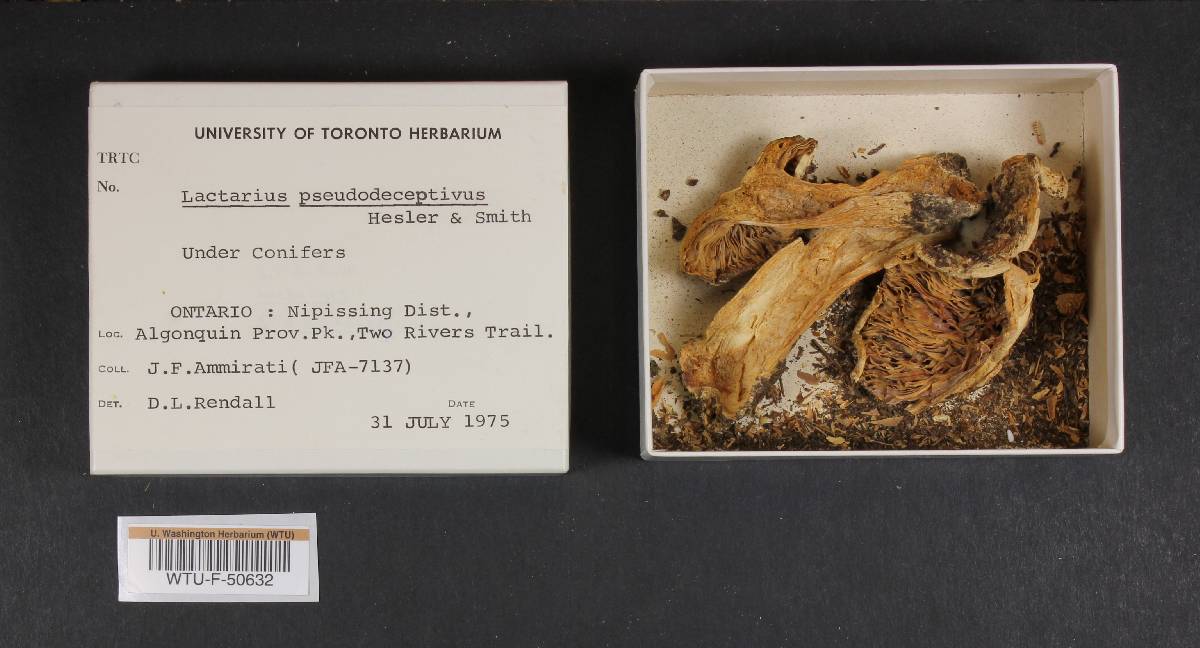 UNIVERSITY OF TORONTO HERBARIUM
TRTC
No.
Lactarius pseudodeceptivus
Hesler & Smith
Under Conifers
ONTARIO : Nipissing Dist.,
LOC. Algonquin Prov.Pk.,Two Rivers Trail.
COLL. J.F.Ammirati( JFA-7137)
DET. D.L.Rendall
DATE
31 JULY 1975
U. Washington Herbarium (WTU)
WTU-F-50632